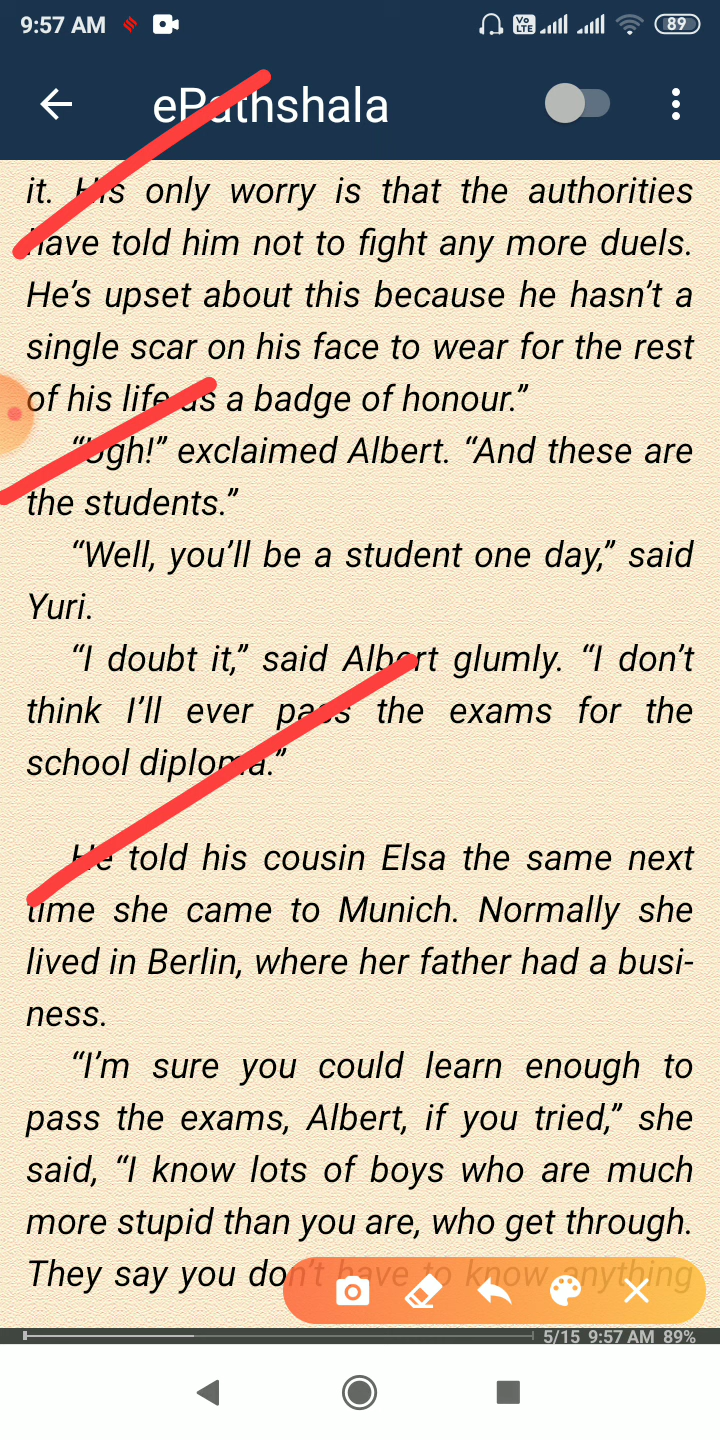 9:57 AM
Vo LTE
89
ePathshala
it. His only worry is that the authorities
have told him not to fight any more duels.
He’s upset about this because he hasn’t a
single scar on his face to wear for the rest
of his life as a badge of honour.”
“Ugh!” exclaimed Albert. “And these are
the students.”
“Well, you’ll be a student one day,” said
Yuri.
“I doubt it,” said Albert glumly. “I don’t
think I’ll ever pass the exams for the
school diploma.”
He told his cousin Elsa the same next
time she came to Munich. Normally she
lived in Berlin, where her father had a busi-
ness.
“I’m sure you could learn enough to
pass the exams, Albert, if you tried,” she
said, “I know lots of boys who are much
more stupid than you are, who get through.
They say you don’t have to know anything
5/15 9:57 AM 89%